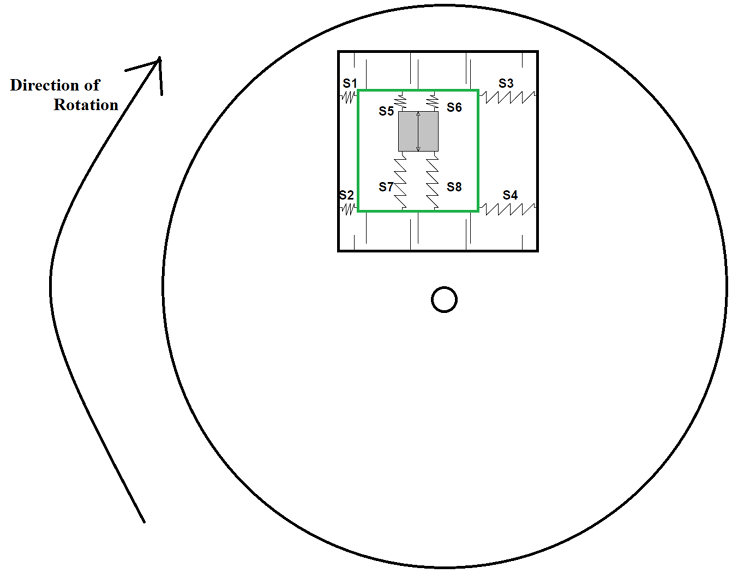 S1
S3
Direction of
Rotation
S5
S6
S7
S8
S2
S4